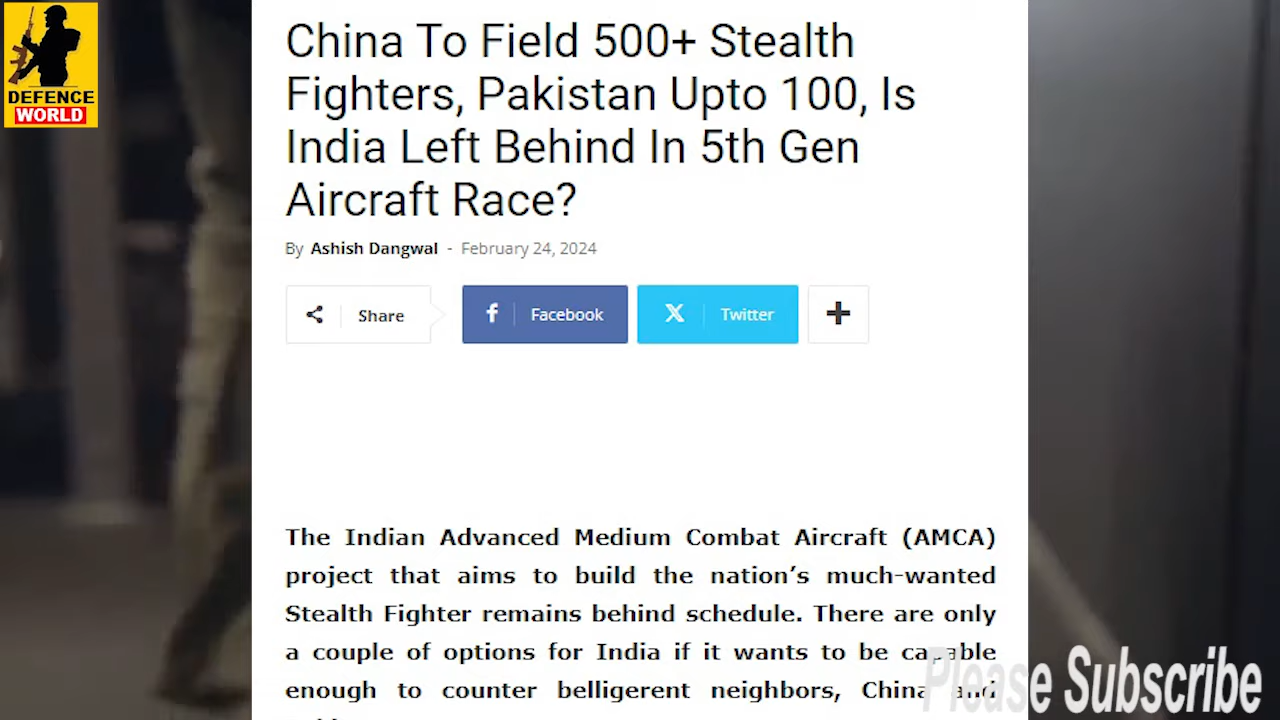 DEFENCE
WORLD
China To Field 500+ Stealth
Fighters, Pakistan Upto 100, Is
India Left Behind In 5th Gen
Aircraft Race?
By Ashish Dangwal - February 24, 2024
Share
Facebook
Twitter
The Indian Advanced Medium Combat Aircraft (AMCA)
project that aims to build the nation's much-wanted
Stealth Fighter remains behind schedule. There are only
a couple of options for India if it wants to be capable
enough to counter belligerent neighbors, China and
Please Subscribe